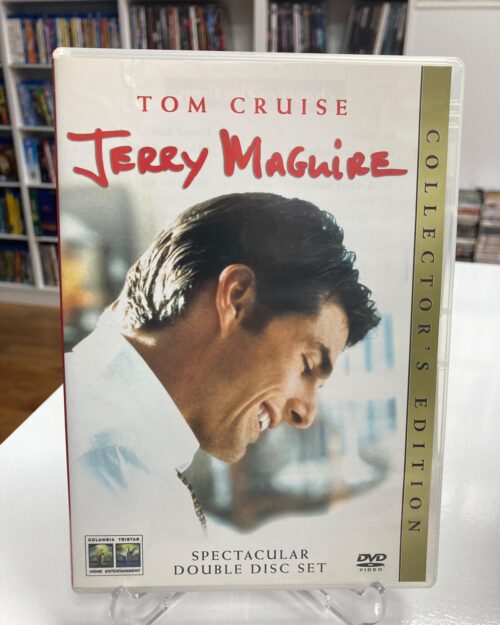 TOM CRUISE
JERRY MAGUIRE
COLLECTOR'S EDITION
SPECTACULAR
DOUBLE DISC SET
COLUMBIA TRISTAR
HOME ENTERTAINMENT
DVD
VIDEO